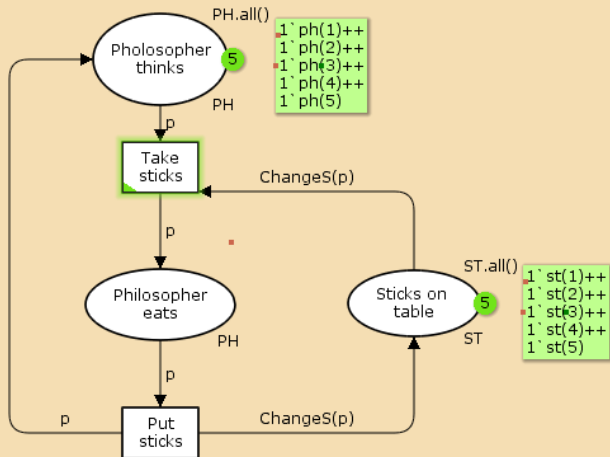 PH.all()
Pholosopher
thinks
5
1`ph(1)++
1`ph(2)++
1`ph(3)++
1`ph(4)++
1`ph(5)
PH
p
Take
sticks
ChangeS(p)
p
ST.all()
Philosopher
eats
PH
Sticks on
table
5
ST
1`st(1)++
1`st(2)++
1`st(3)++
1`st(4)++
1`st(5)
p
p
Put
sticks
ChangeS(p)